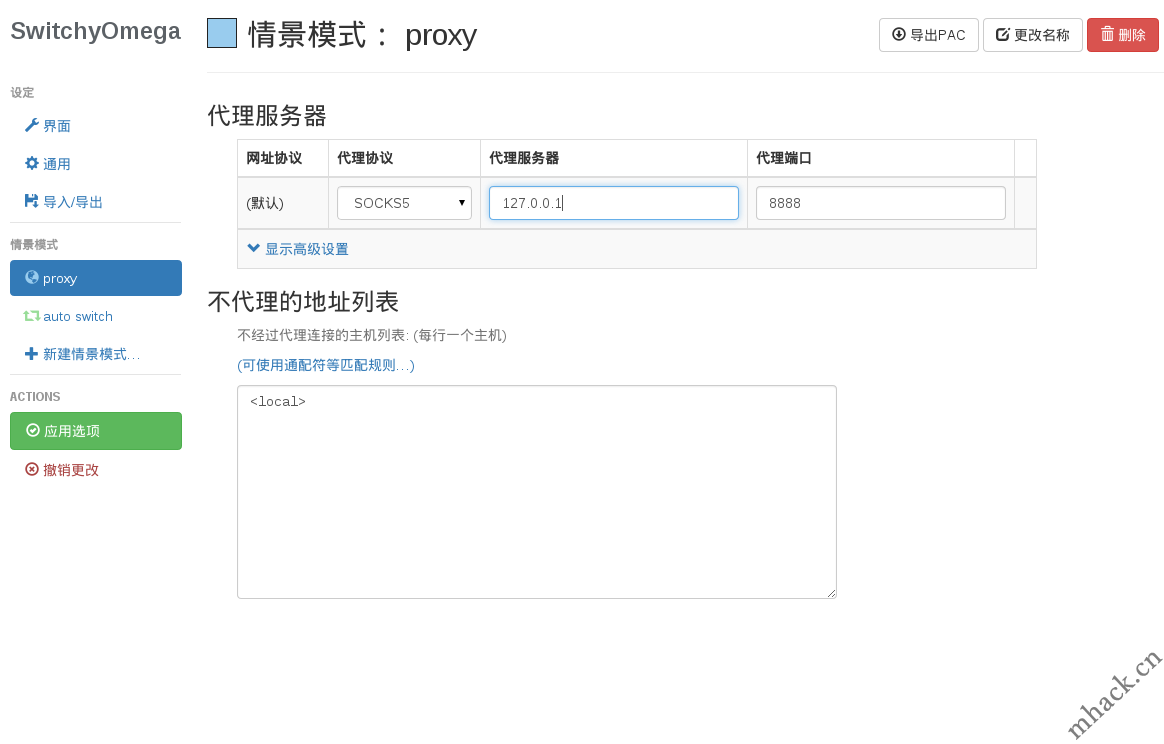 SwitchyOmega
设定
界面
通用
导入/导出
情景模式
proxy
auto switch
新建情景模式…
ACTIONS
应用选项
撤销更改
情景模式： proxy
导出PAC
更改名称
删除
代理服务器
网址协议 代理协议 代理服务器 代理端口
(默认) SOCKS5 127.0.0.1 8888
显示高级设置
不代理的地址列表
不经过代理连接的主机列表: (每行一个主机)
(可使用通配符等匹配规则…)
<local>
mhack.cn